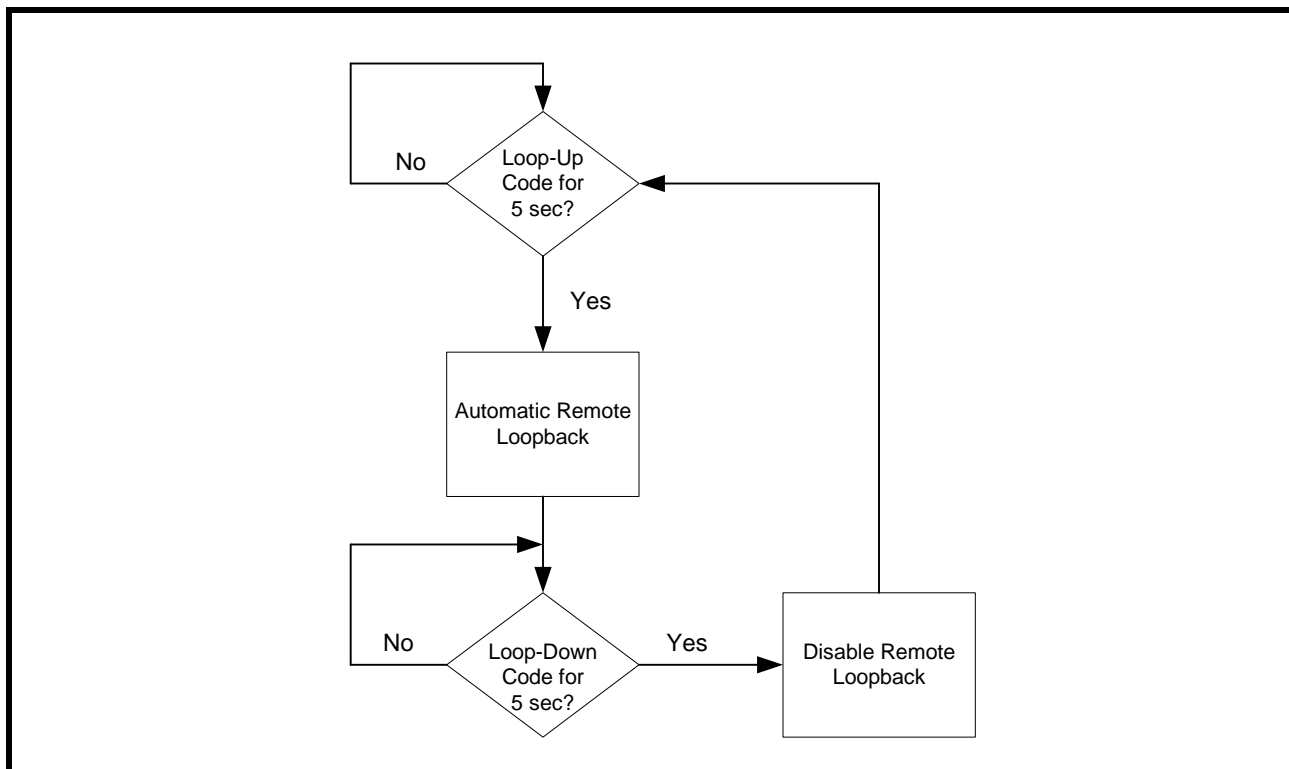 Loop-Up
Code for
5 sec?
No
Yes
Automatic Remote
Loopback
Loop-Down
Code for
5 sec?
No
Yes
Disable Remote
Loopback